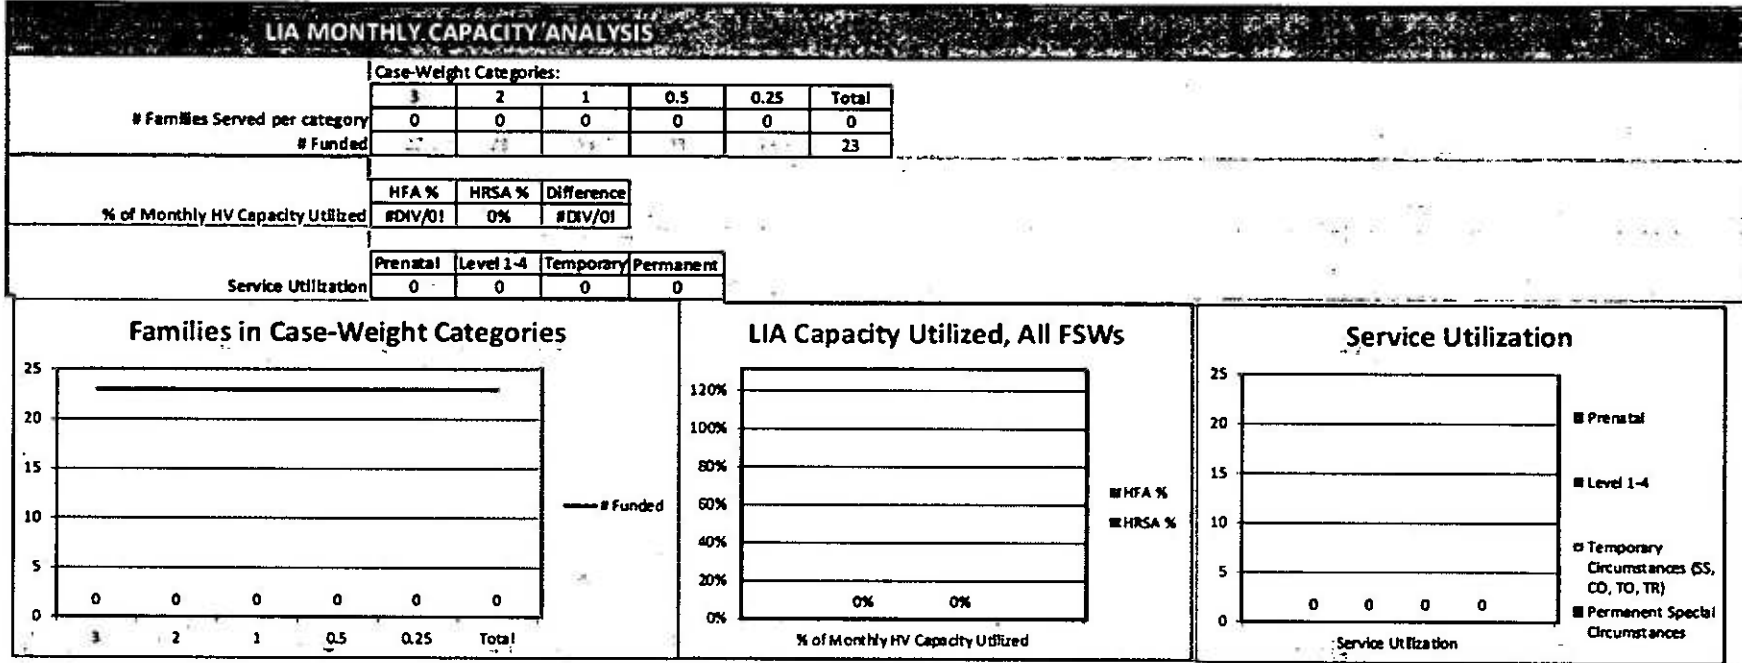 LIA MONTHLY CAPACITY ANALYSIS
Case-Weight Categories:
3 2 1 0.5 0.25 Total
# Families Served per category 0 0 0 0 0 0
# Funded 23
HFA % HRSA % Difference
% of Monthly HV Capacity Utilized #DIV/0! 0% #DIV/0!
Prenatal Level 1-4 Temporary Permanent
Service Utilization 0 0 0 0
Families in Case-Weight Categories
25
20
15
10
5
0
0 0 0 0 0 0
3 2 1 0.5 0.25 Total
# Funded
LIA Capacity Utilized, All FSWs
120%
100%
80%
60%
40%
20%
0%
0% 0%
% of Monthly HV Capacity Utilized
HFA %
HRSA %
Service Utilization
25
20
15
10
5
0
0 0 0 0
Service Utilization
Prenatal
Level 1-4
Temporary
Circumstances (SS,
CO, TO, TR)
Permanent Special
Circumstances